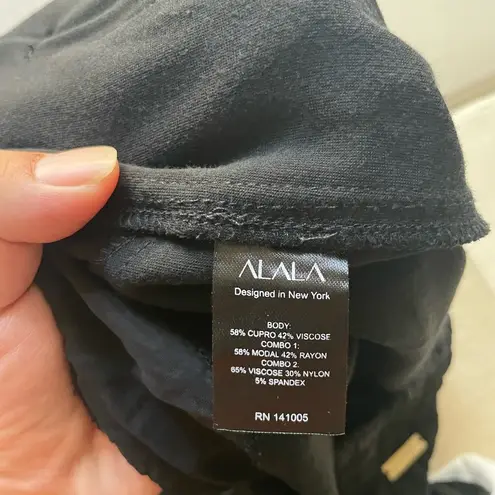 ALALA
Designed in New York
BODY:
58% CUPRO 42% VISCOSE
COMBO 1:
58% MODAL 42% RAYON
COMBO 2:
65% VISCOSE 30% NYLON
5% SPANDEX
RN 141005